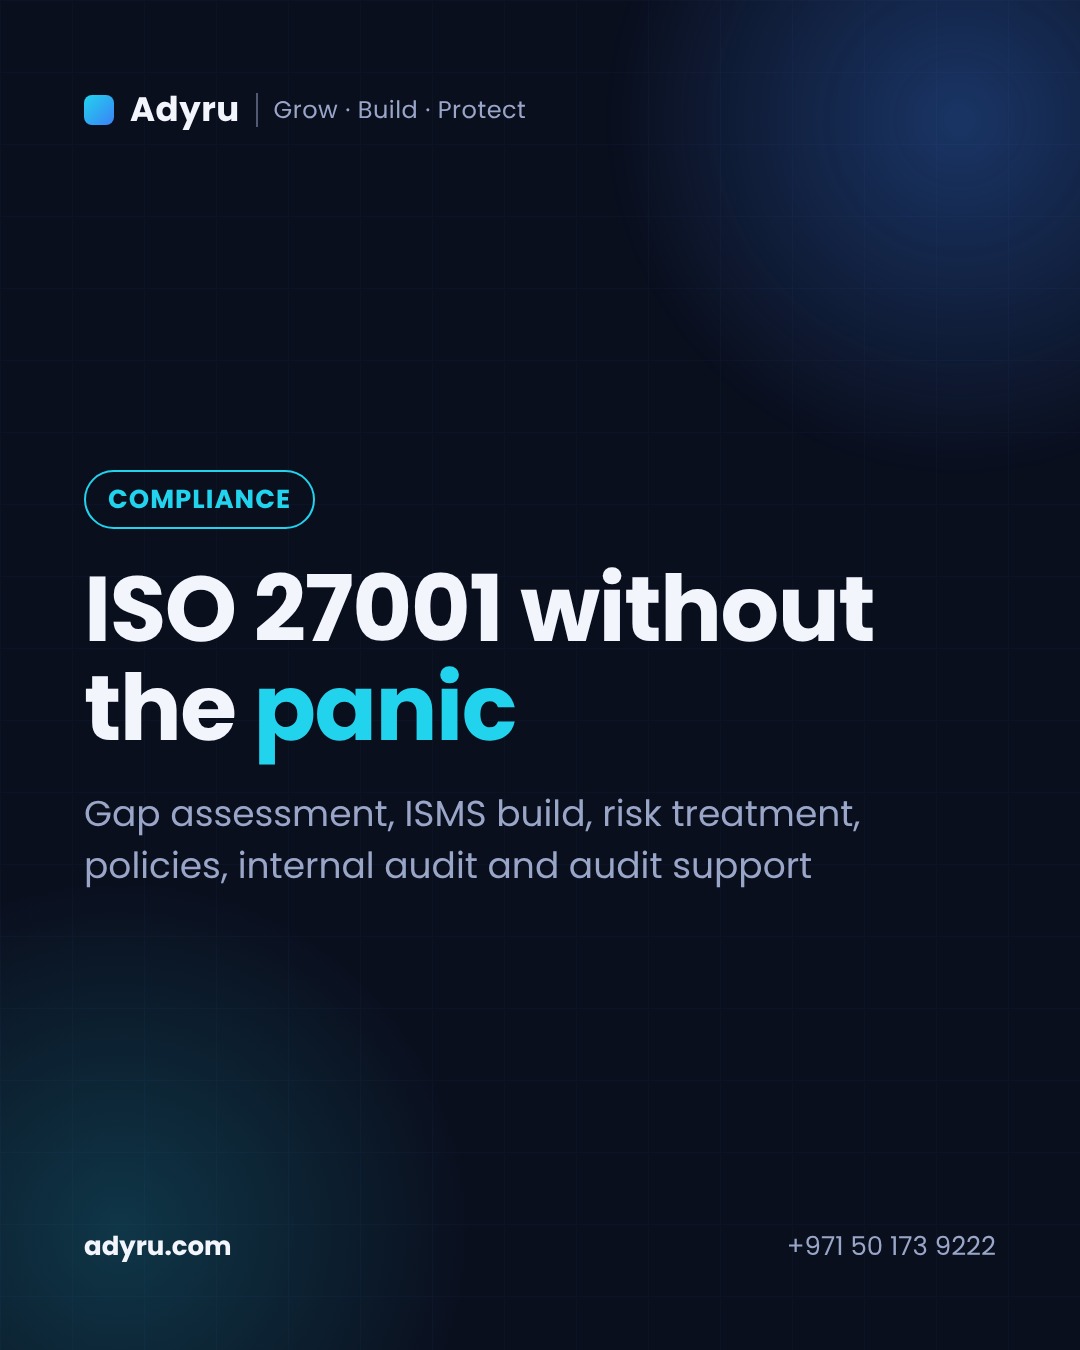 Adyru | Grow · Build · Protect
COMPLIANCE
ISO 27001 without
the panic
Gap assessment, ISMS build, risk treatment,
policies, internal audit and audit support
adyru.com
+971 50 173 9222